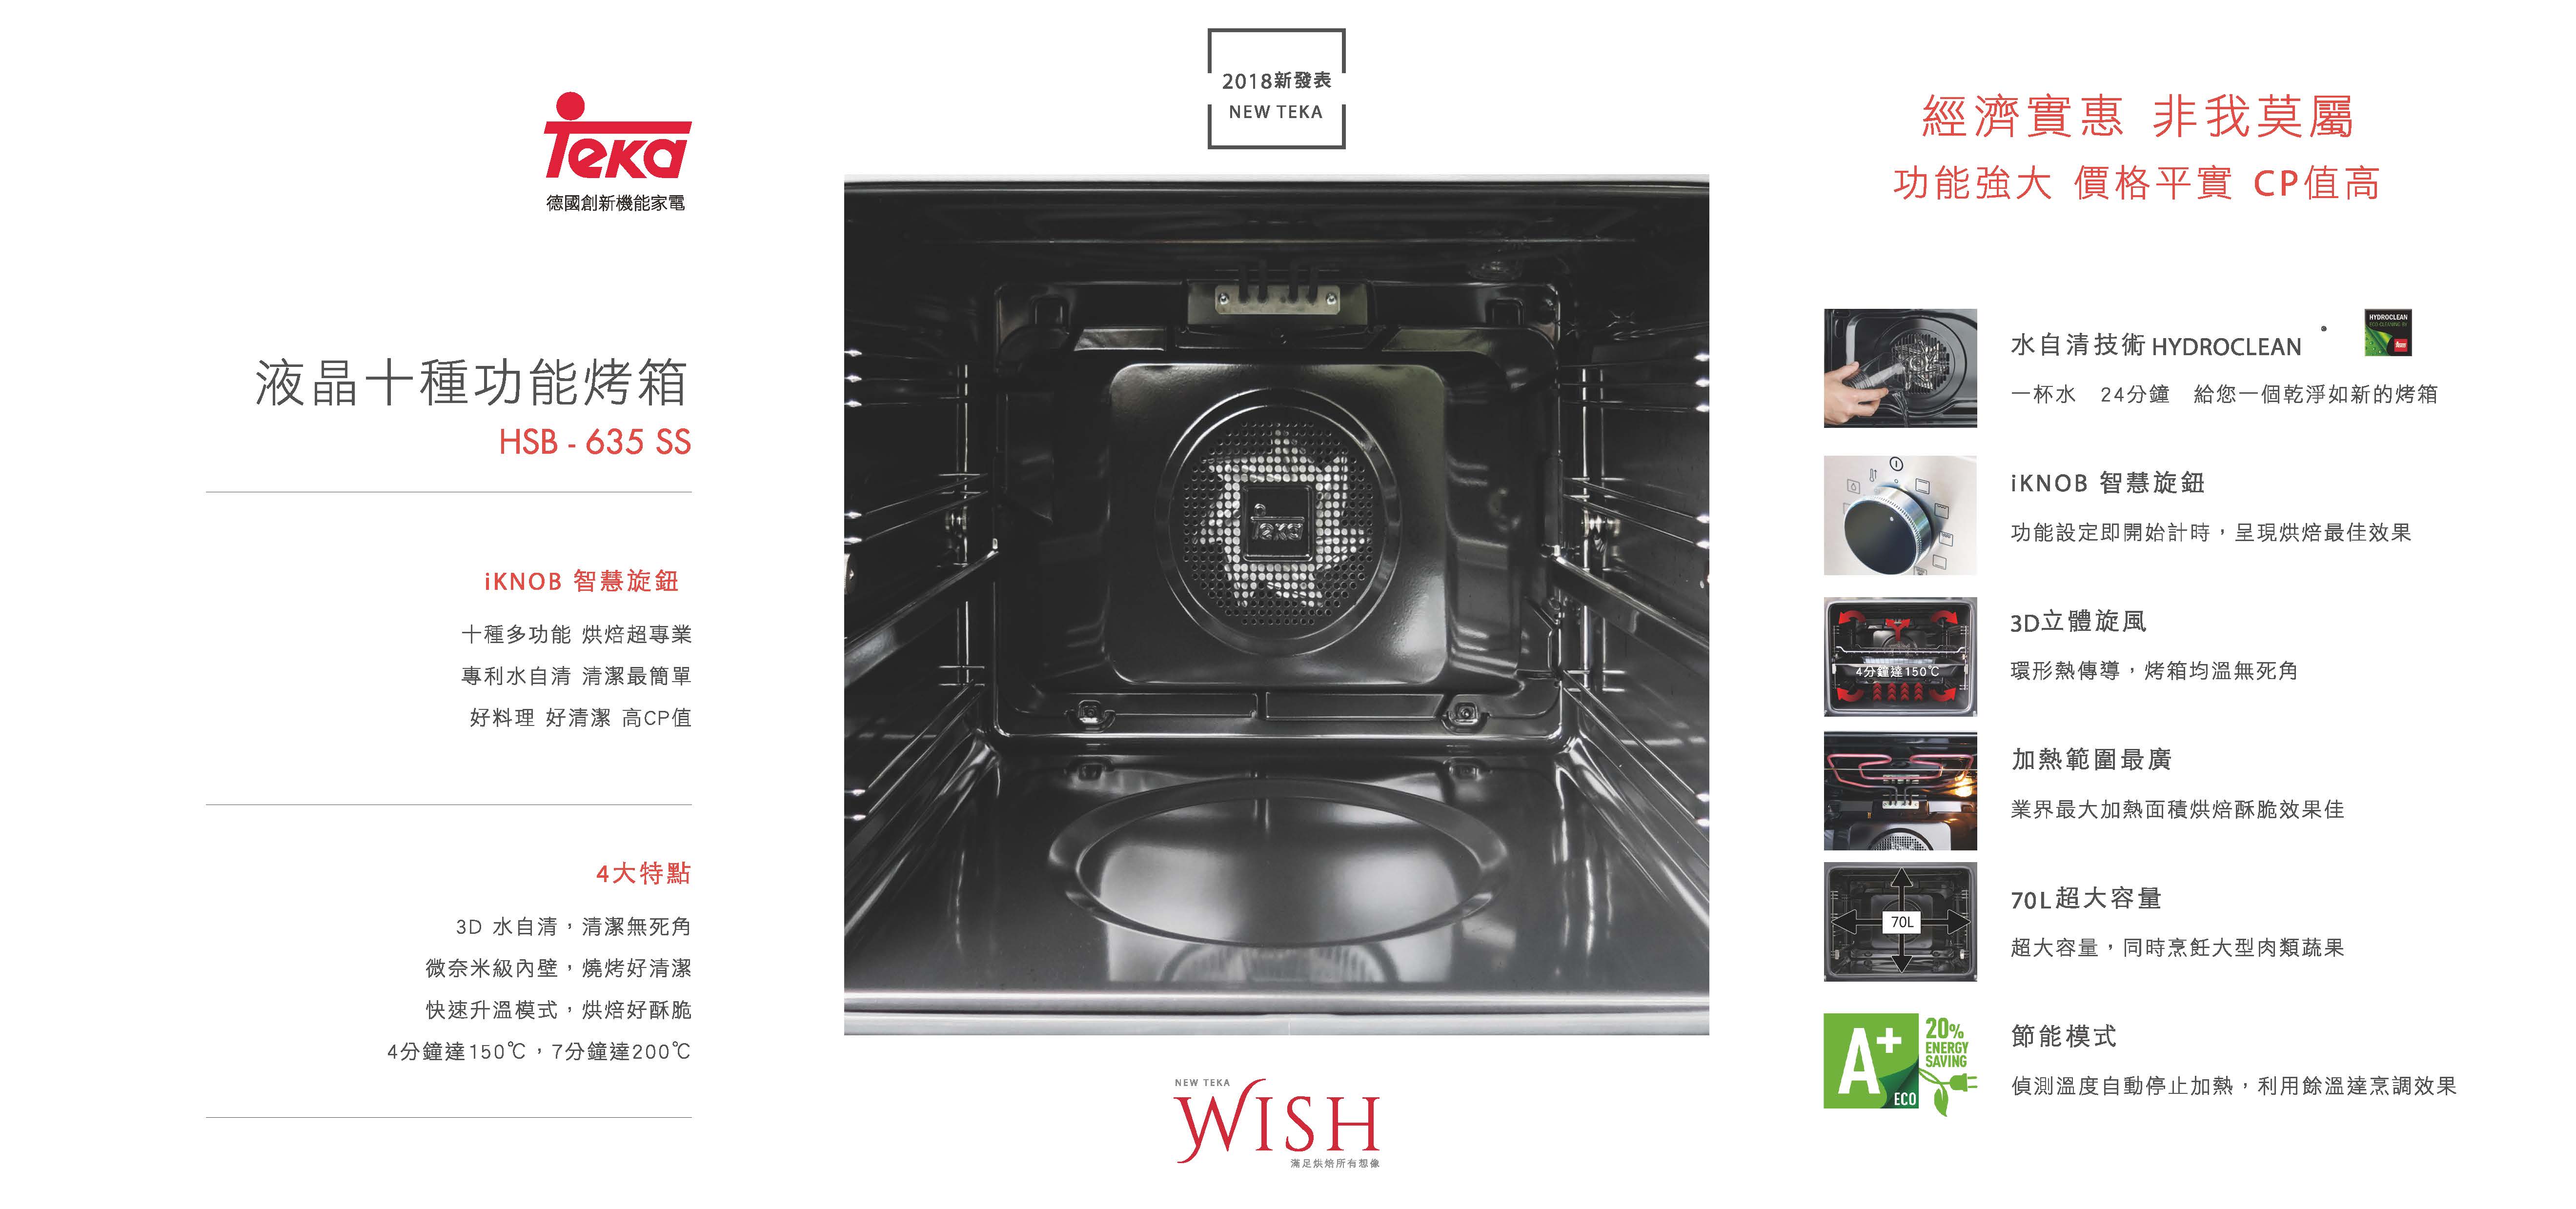 Teka
德國創新機能家電
液晶十種功能烤箱
HSB - 635 SS
iKNOB 智慧旋鈕
十種多功能 烘焙超專業
專利水自清 清潔最簡單
好料理 好清潔 高CP值
4大特點
3D 水自清，清潔無死角
微奈米級內壁，燒烤好清潔
快速升溫模式，烘焙好酥脆
4分鐘達150℃，7分鐘達200℃
2018新發表
NEW TEKA
Teka
NEW TEKA
WISH
滿足烘焙所有想像
經濟實惠 非我莫屬
功能強大 價格平實 CP值高
水自清技術 HYDROCLEAN®
HYDROCLEAN
ECO-CLEANING
一杯水 24分鐘 給您一個乾淨如新的烤箱
iKNOB 智慧旋鈕
功能設定即開始計時，呈現烘焙最佳效果
4分鐘達150℃
3D立體旋風
環形熱傳導，烤箱均溫無死角
加熱範圍最廣
業界最大加熱面積烘焙酥脆效果佳
70L
70L超大容量
超大容量，同時烹飪大型肉類蔬果
A+
ECO
20%
ENERGY
SAVING
節能模式
偵測溫度自動停止加熱，利用餘溫達烹調效果